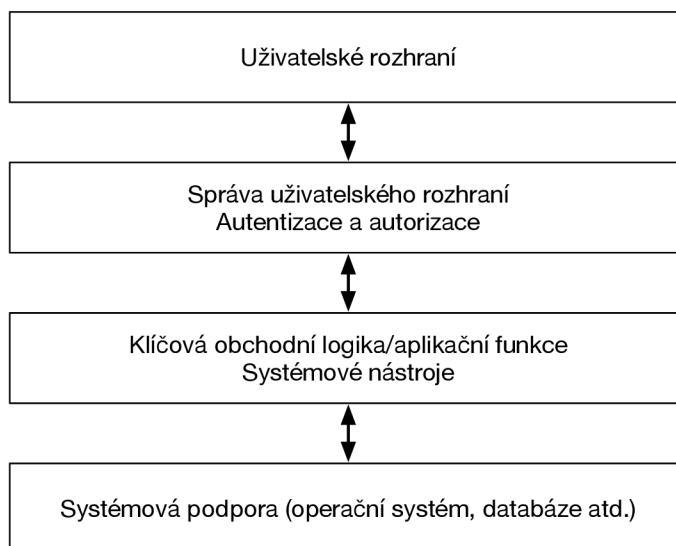 Uživatelské rozhraní
Správa uživatelského rozhraní
Autentizace a autorizace
Klíčová obchodní logika/aplikační funkce
Systémové nástroje
Systémová podpora (operační systém, databáze atd.)